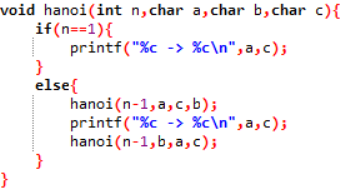 void hanoi(int n,char a,char b,char c){
    if(n==1){
        printf("%c -> %c\n",a,c);
    }
    else{
        hanoi(n-1,a,c,b);
        printf("%c -> %c\n",a,c);
        hanoi(n-1,b,a,c);
    }
}